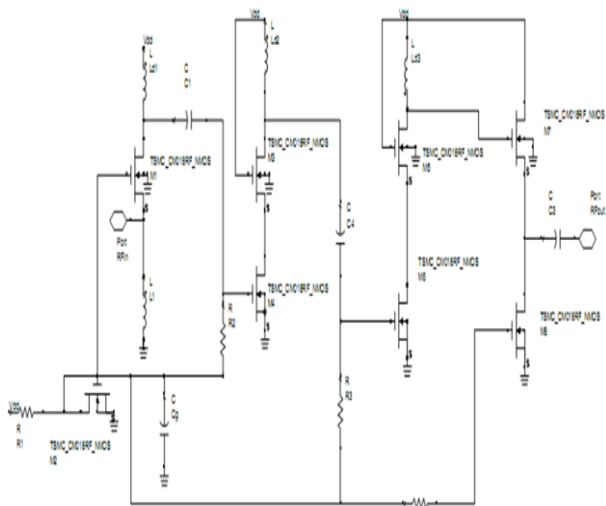 Vdd
L
Ld1
C
C1
TSMC_CM018RF_NMOS
M1
Port
RFin
L
L1
Vdd
R
R1
TSMC_CM018RF_NMOS
M2
C
Cg
R
R2
Vdd
L
Ld2
TSMC_CM018RF_NMOS
M3
TSMC_CM018RF_NMOS
M4
C
C4
R
R3
Vdd
L
Ld3
TSMC_CM018RF_NMOS
M5
TSMC_CM018RF_NMOS
M6
TSMC_CM018RF_NMOS
M7
C
C3
Port
RFout
TSMC_CM018RF_NMOS
M8